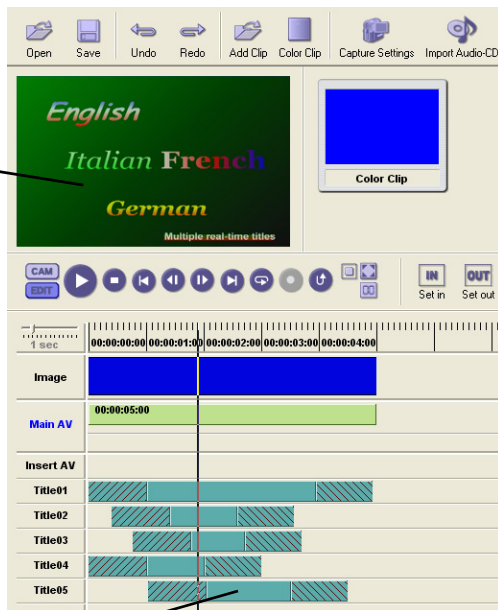 Open Save Undo Redo Add Clip Color Clip Capture Settings Import Audio-CD
English
Italian French
German
Multiple real-time titles
Color Clip
CAM
EDIT
IN OUT
Set in Set out
1 sec
00:00:00:00 00:00:01:00 00:00:02:00 00:00:03:00 00:00:04:00
Image
00:00:05:00
Main AV
Insert AV
Title01
Title02
Title03
Title04
Title05